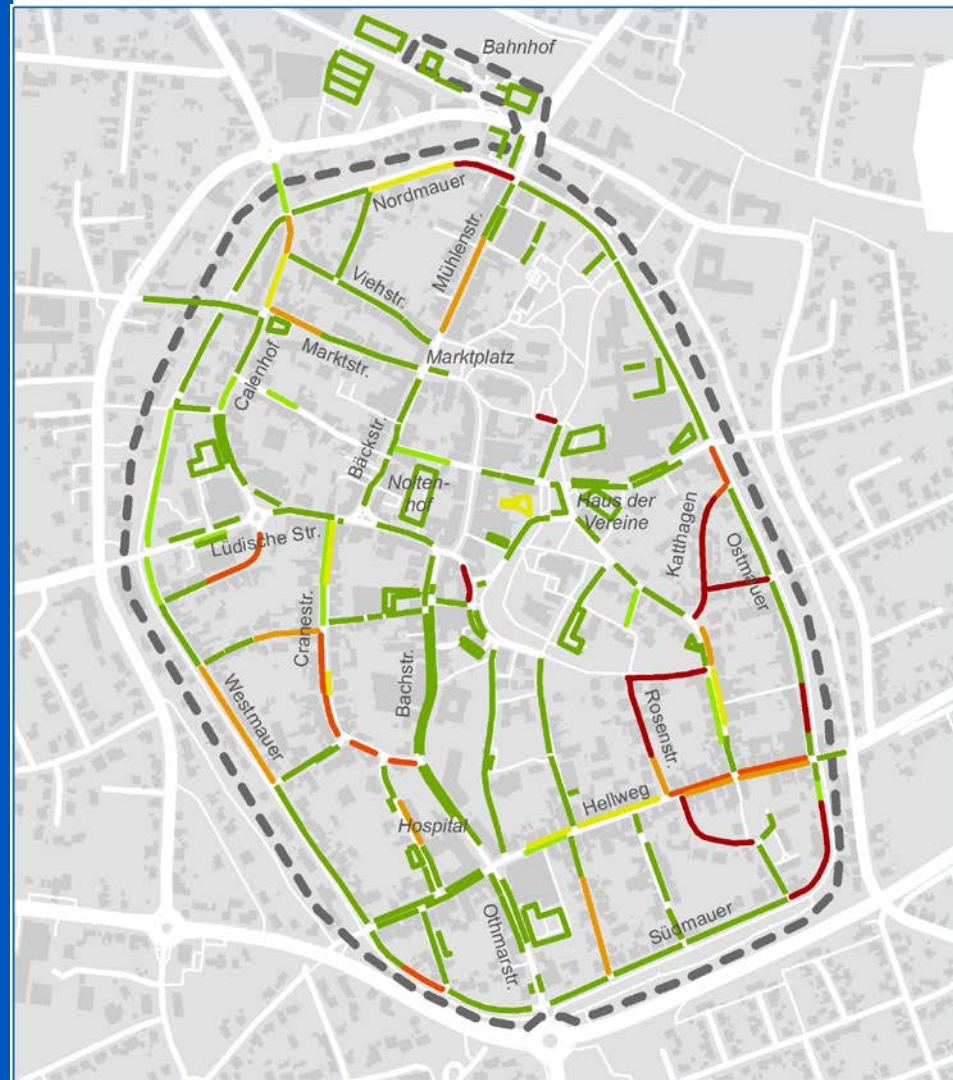 Bahnhof
Nordmauer
Mühlenstr.
Viehstr.
Marktplatz
Marktstr.
Calenhof
Bäckstr.
Nolten-
hof
Haus der
Vereine
Lüdische Str.
Katthagen
Ostmauer
Cranestr.
Bachstr.
Westmauer
Rosenstr.
Hellweg
Hospital
Othmarstr.
Südmauer